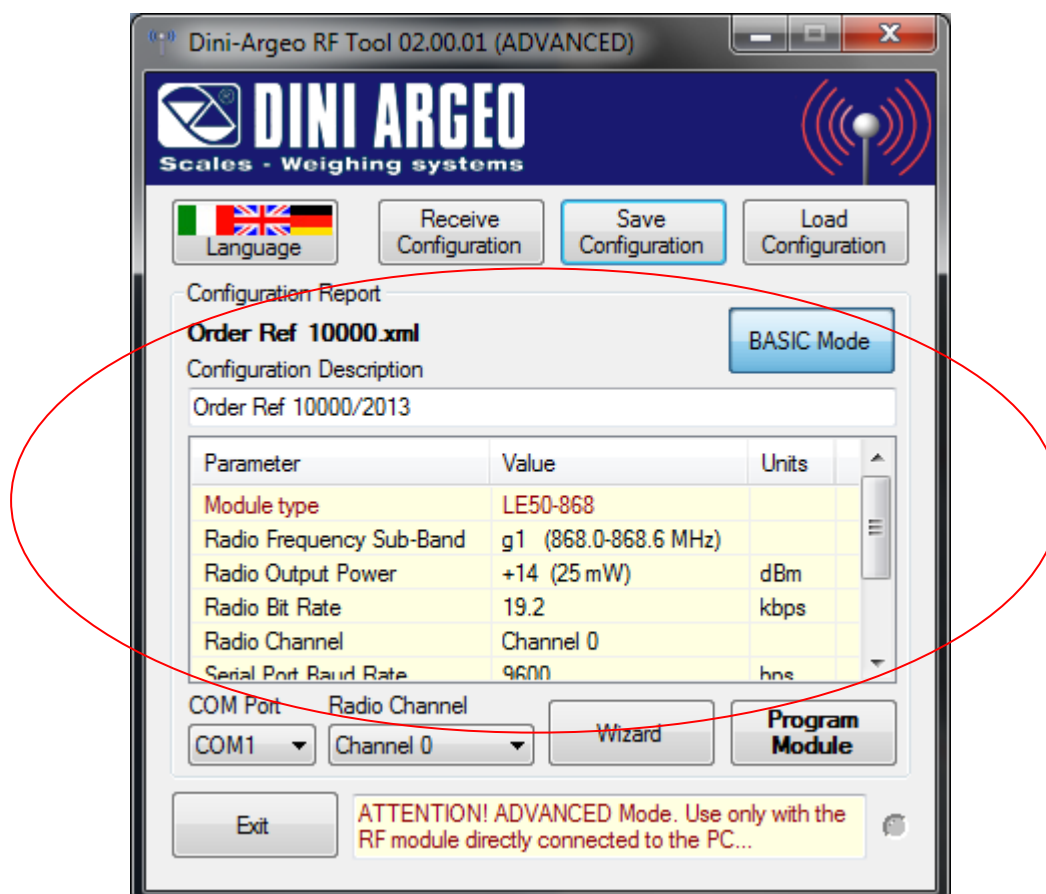 Dini-Argeo RF Tool 02.00.01 (ADVANCED)
DINI ARGEO
Scales - Weighing systems
Language
Receive Configuration
Save Configuration
Load Configuration
Configuration Report
Order Ref 10000.xml
BASIC Mode
Configuration Description
Order Ref 10000/2013
Parameter Value Units
Module type LE50-868
Radio Frequency Sub-Band g1 (868.0-868.6 MHz)
Radio Output Power +14 (25 mW) dBm
Radio Bit Rate 19.2 kbps
Radio Channel Channel 0
Serial Port Baud Rate 9600 bps
COM Port Radio Channel
COM1 Channel 0
Wizard
Program Module
Exit
ATTENTION! ADVANCED Mode. Use only with the
RF module directly connected to the PC...